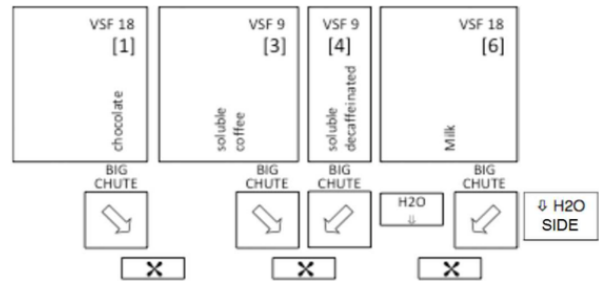 VSF 18
[1]
chocolate
BIG
CHUTE
VSF 9
[3]
soluble
coffee
BIG
CHUTE
VSF 9
[4]
soluble
decaffeinated
BIG
CHUTE
H2O
⇩
VSF 18
[6]
Milk
BIG
CHUTE
⇩ H2O
SIDE